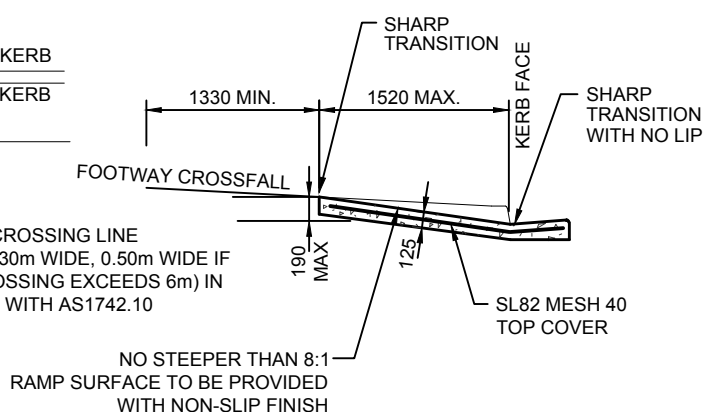 KERB
KERB
SHARP
TRANSITION
1330 MIN.
1520 MAX.
KERB FACE
SHARP
TRANSITION
WITH NO LIP
FOOTWAY CROSSFALL
CROSSING LINE
30m WIDE, 0.50m WIDE IF
OSSING EXCEEDS 6m) IN
WITH AS1742.10
190
MAX
125
SL82 MESH 40
TOP COVER
NO STEEPER THAN 8:1
RAMP SURFACE TO BE PROVIDED
WITH NON-SLIP FINISH